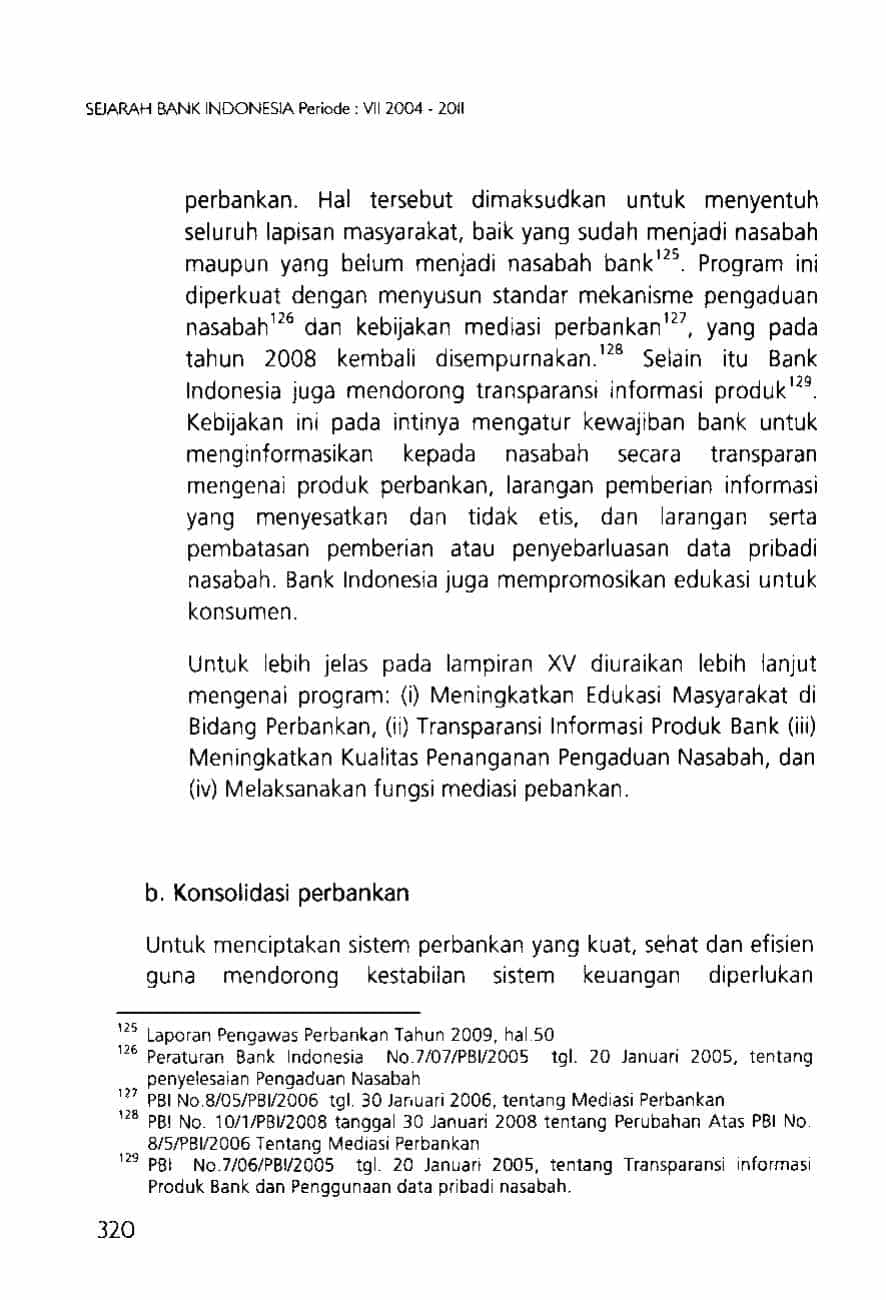 SEJARAH BANK INDONESIA Periode : VII 2004 - 2011
perbankan. Hal tersebut dimaksudkan untuk menyentuh
seluruh lapisan masyarakat, baik yang sudah menjadi nasabah
maupun yang belum menjadi nasabah bank¹²⁵. Program ini
diperkuat dengan menyusun standar mekanisme pengaduan
nasabah¹²⁶ dan kebijakan mediasi perbankan¹²⁷, yang pada
tahun 2008 kembali disempurnakan.¹²⁸ Selain itu Bank
Indonesia juga mendorong transparansi informasi produk¹²⁹.
Kebijakan ini pada intinya mengatur kewajiban bank untuk
menginformasikan kepada nasabah secara transparan
mengenai produk perbankan, larangan pemberian informasi
yang menyesatkan dan tidak etis, dan larangan serta
pembatasan pemberian atau penyebarluasan data pribadi
nasabah. Bank Indonesia juga mempromosikan edukasi untuk
konsumen.
Untuk lebih jelas pada lampiran XV diuraikan lebih lanjut
mengenai program: (i) Meningkatkan Edukasi Masyarakat di
Bidang Perbankan, (ii) Transparansi Informasi Produk Bank (iii)
Meningkatkan Kualitas Penanganan Pengaduan Nasabah, dan
(iv) Melaksanakan fungsi mediasi pebankan.
b. Konsolidasi perbankan
Untuk menciptakan sistem perbankan yang kuat, sehat dan efisien
guna mendorong kestabilan sistem keuangan diperlukan
¹²⁵ Laporan Pengawas Perbankan Tahun 2009, hal.50
¹²⁶ Peraturan Bank Indonesia No.7/07/PBI/2005 tgl. 20 Januari 2005, tentang
penyelesaian Pengaduan Nasabah
¹²⁷ PBI No.8/05/PBI/2006 tgl. 30 Januari 2006, tentang Mediasi Perbankan
¹²⁸ PBI No. 10/1/PBI/2008 tanggal 30 Januari 2008 tentang Perubahan Atas PBI No.
8/5/PBI/2006 Tentang Mediasi Perbankan
¹²⁹ PBI No.7/06/PBI/2005 tgl. 20 Januari 2005, tentang Transparansi informasi
Produk Bank dan Penggunaan data pribadi nasabah.
320